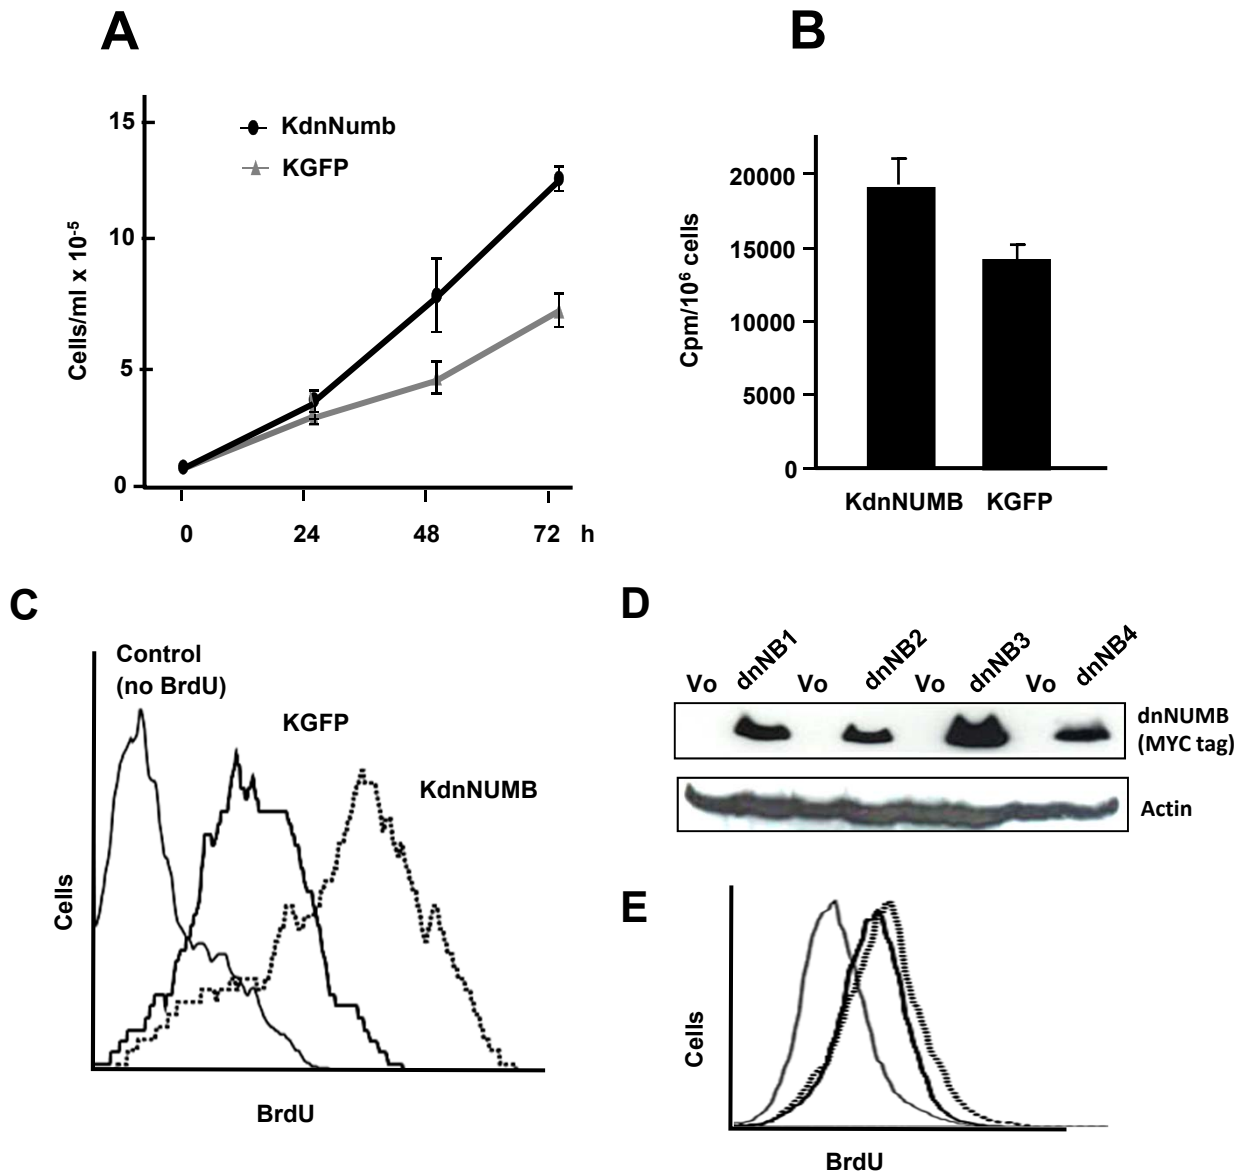 A
15
10
5
0
Cells/ml x 10-5
KdnNumb
KGFP
0 24 48 72 h
B
20000
15000
10000
5000
0
Cpm/10⁶ cells
KdnNUMB KGFP
C
Control
(no BrdU)
KGFP
KdnNUMB
Cells
BrdU
D
Vo dnNB1 Vo dnNB2 Vo dnNB3 Vo dnNB4
dnNUMB
(MYC tag)
Actin
E
Cells
BrdU